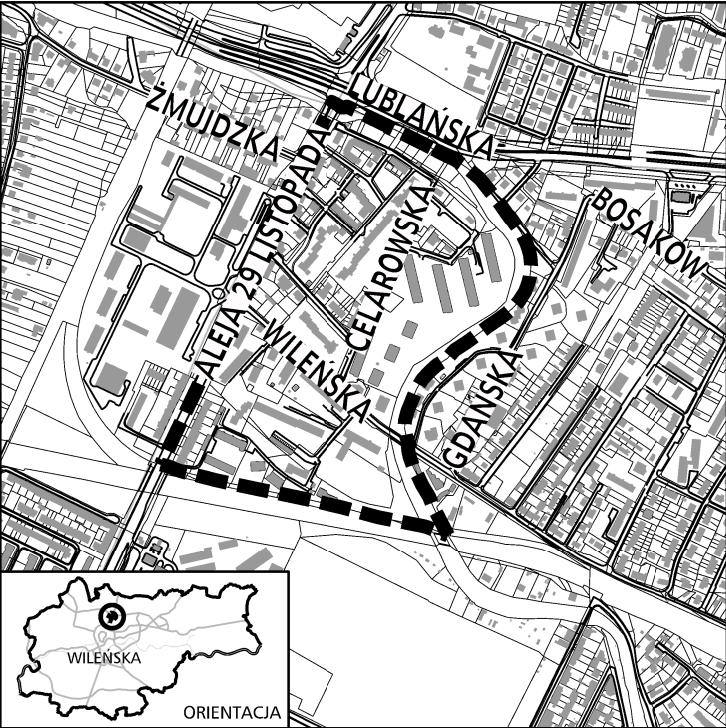 LUBLAŃSKA
ŻMUJDZKA
ALEJA 29 LISTOPADA
CELAROWSKA
BOSAKÓW
WILEŃSKA
GDAŃSKA
WILEŃSKA
ORIENTACJA